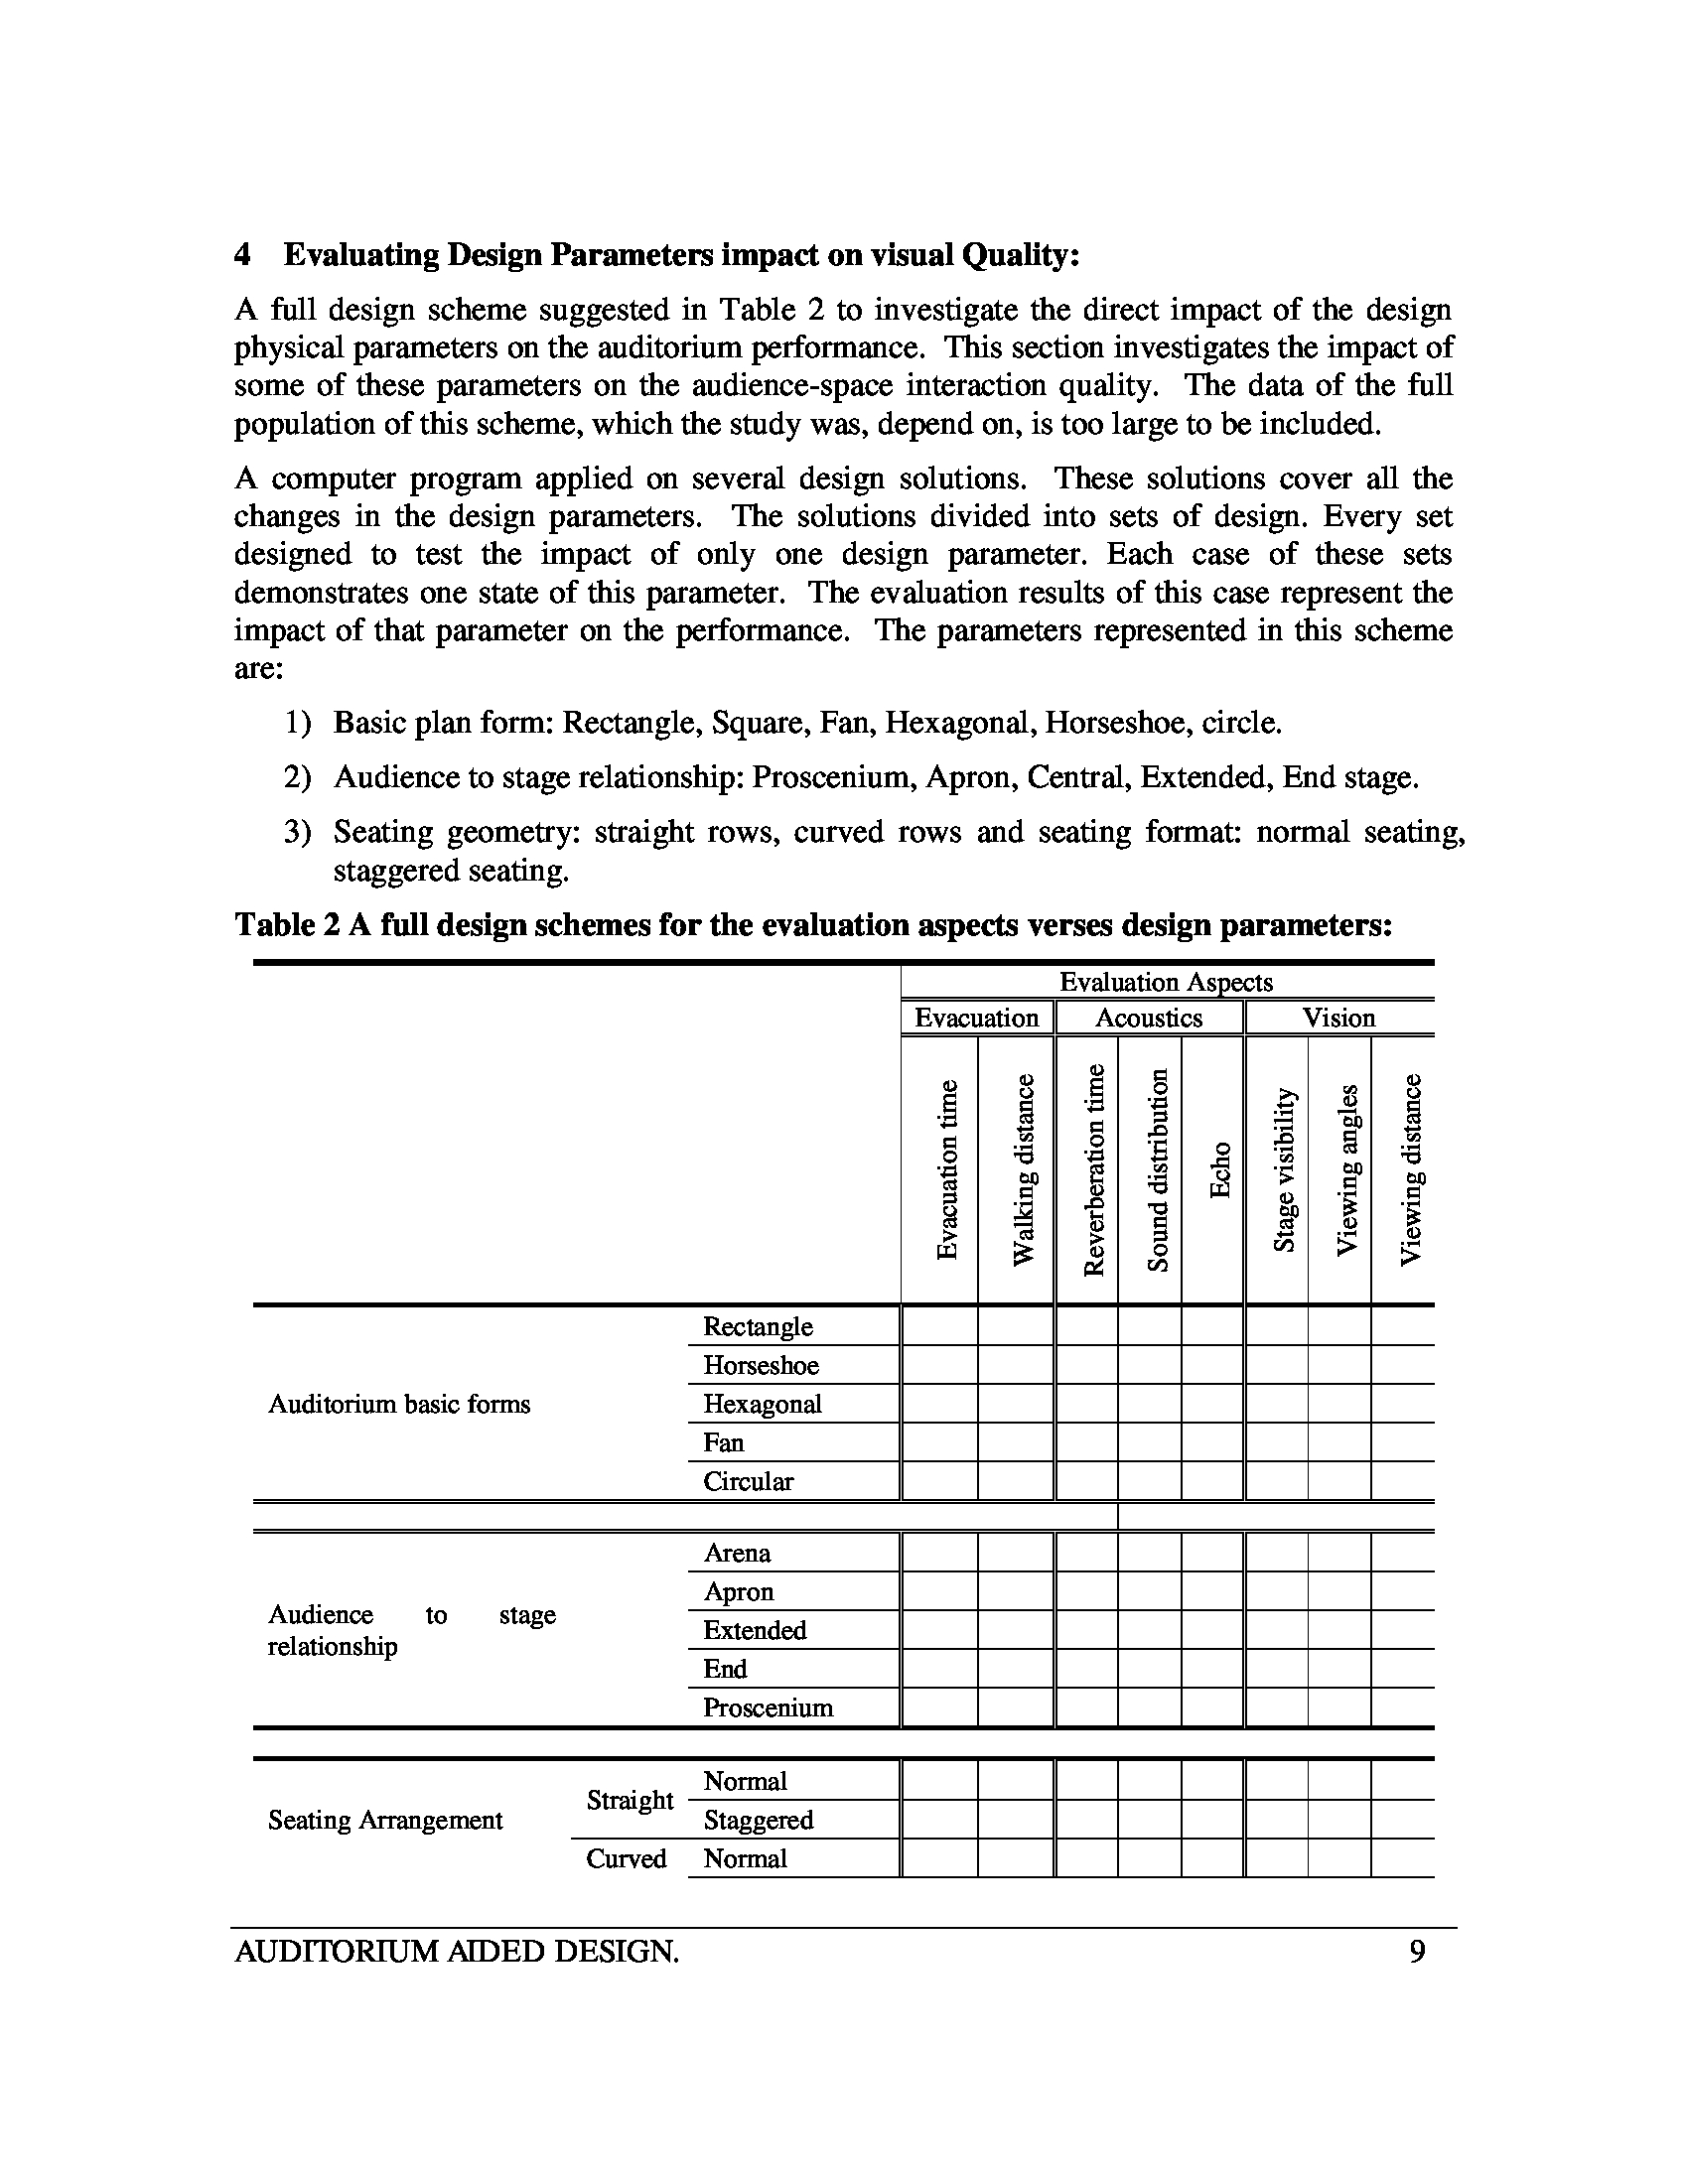 4 Evaluating Design Parameters impact on visual Quality:
A full design scheme suggested in Table 2 to investigate the direct impact of the design
physical parameters on the auditorium performance. This section investigates the impact of
some of these parameters on the audience-space interaction quality. The data of the full
population of this scheme, which the study was, depend on, is too large to be included.
A computer program applied on several design solutions. These solutions cover all the
changes in the design parameters. The solutions divided into sets of design. Every set
designed to test the impact of only one design parameter. Each case of these sets
demonstrates one state of this parameter. The evaluation results of this case represent the
impact of that parameter on the performance. The parameters represented in this scheme
are:
1) Basic plan form: Rectangle, Square, Fan, Hexagonal, Horseshoe, circle.
2) Audience to stage relationship: Proscenium, Apron, Central, Extended, End stage.
3) Seating geometry: straight rows, curved rows and seating format: normal seating,
staggered seating.
Table 2 A full design schemes for the evaluation aspects verses design parameters:
Evaluation Aspects
Evacuation Acoustics Vision
Evacuation time
Walking distance
Reverberation time
Sound distribution
Echo
Stage visibility
Viewing angles
Viewing distance
Auditorium basic forms
Rectangle
Horseshoe
Hexagonal
Fan
Circular
Audience to stage
relationship
Arena
Apron
Extended
End
Proscenium
Seating Arrangement
Straight
Normal
Staggered
Curved Normal
AUDITORIUM AIDED DESIGN. 9